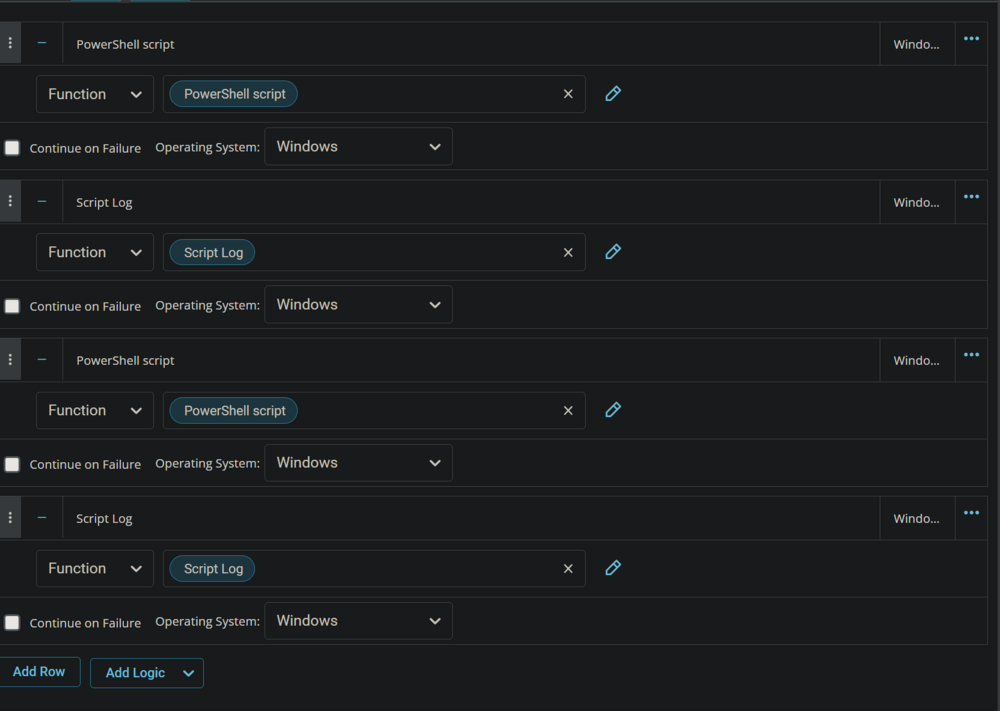 PowerShell script Windo...
Function PowerShell script
Continue on Failure Operating System: Windows
Script Log Windo...
Function Script Log
Continue on Failure Operating System: Windows
PowerShell script Windo...
Function PowerShell script
Continue on Failure Operating System: Windows
Script Log Windo...
Function Script Log
Continue on Failure Operating System: Windows
Add Row Add Logic